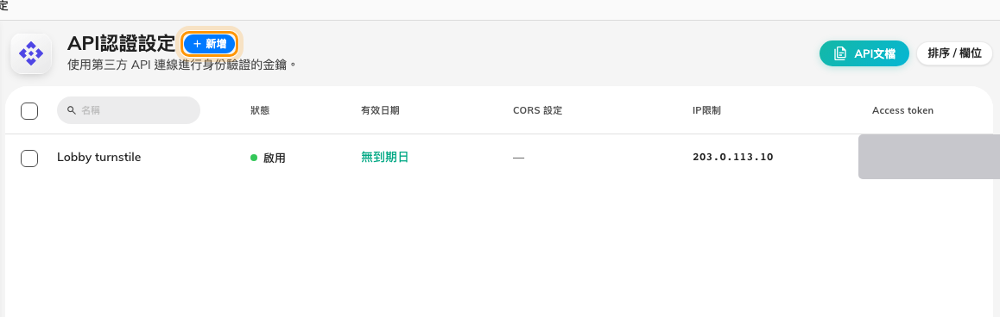 定
API認證設定
+ 新增
使用第三方 API 連線進行身份驗證的金鑰。
API文檔
排序 / 欄位
名稱
狀態
有效日期
CORS 設定
IP限制
Access token
Lobby turnstile
啟用
無到期日
—
203.0.113.10